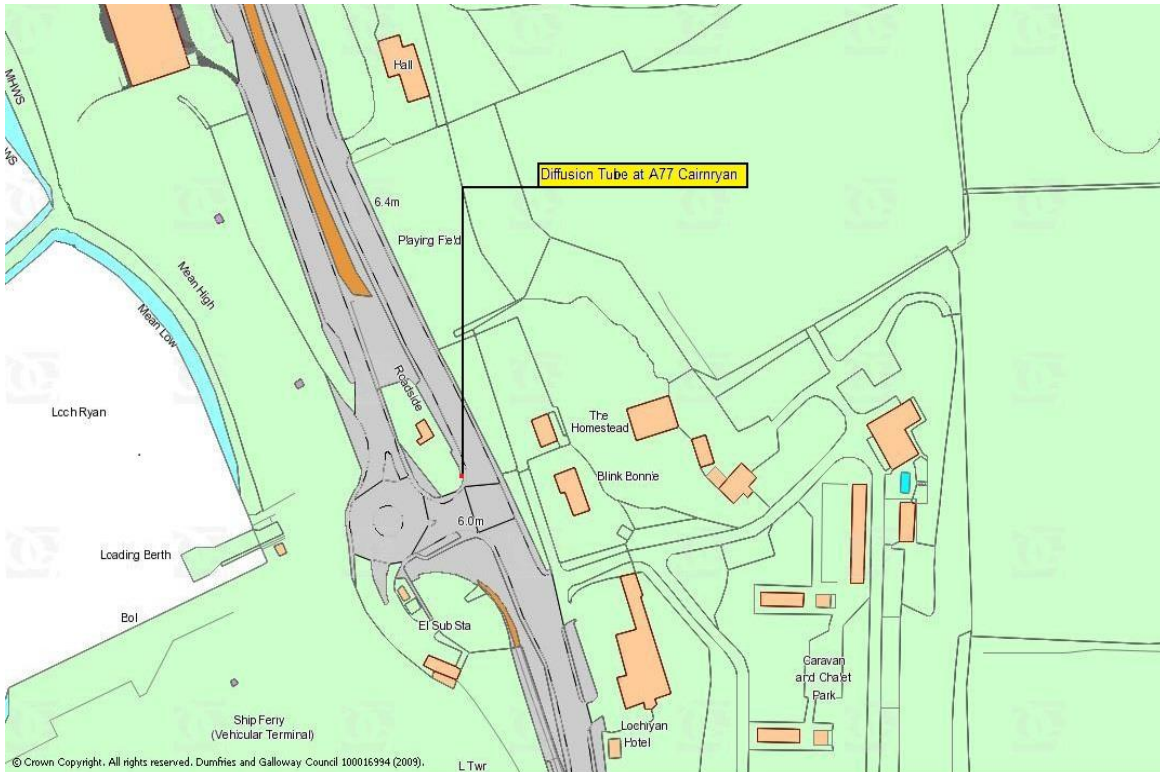 Hall
MHWS
WS
Diffusion Tube at A77 Cairnryan
6.4m
Playing Field
Mean High
Mean Low
Roadside
Loch Ryan
The
Homestead
Blink Bonnie
6.0m
Loading Berth
Bol
El Sub Sta
Caravan
and Chalet
Park
Ship Ferry
(Vehicular Terminal)
Lochryan
Hotel
L Twr
© Crown Copyright. All rights reserved. Dumfries and Galloway Council 100016994 (2009).